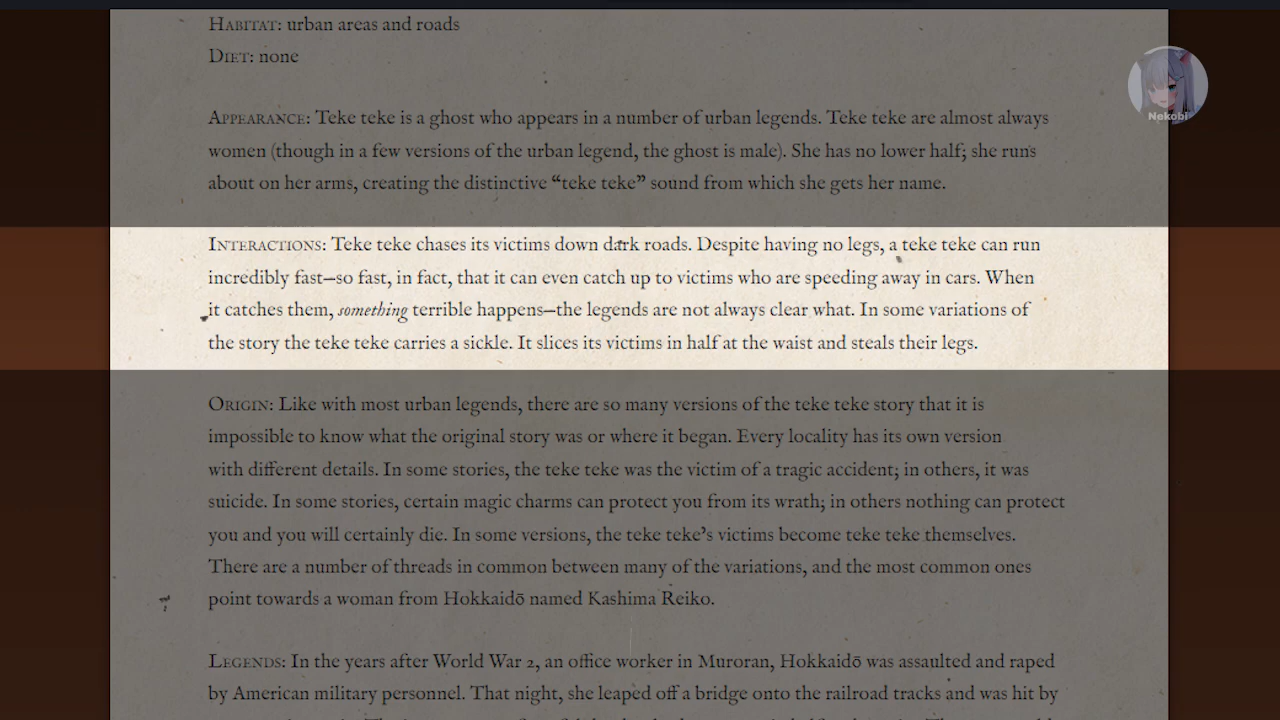 Habitat: urban areas and roads
Diet: none
Nekobi
Appearance: Teke teke is a ghost who appears in a number of urban legends. Teke teke are almost always
women (though in a few versions of the urban legend, the ghost is male). She has no lower half; she runs
about on her arms, creating the distinctive “teke teke” sound from which she gets her name.
Interactions: Teke teke chases its victims down dark roads. Despite having no legs, a teke teke can run
incredibly fast—so fast, in fact, that it can even catch up to victims who are speeding away in cars. When
it catches them, something terrible happens—the legends are not always clear what. In some variations of
the story the teke teke carries a sickle. It slices its victims in half at the waist and steals their legs.
Origin: Like with most urban legends, there are so many versions of the teke teke story that it is
impossible to know what the original story was or where it began. Every locality has its own version
with different details. In some stories, the teke teke was the victim of a tragic accident; in others, it was
suicide. In some stories, certain magic charms can protect you from its wrath; in others nothing can protect
you and you will certainly die. In some versions, the teke teke’s victims become teke teke themselves.
There are a number of threads in common between many of the variations, and the most common ones
point towards a woman from Hokkaidō named Kashima Reiko.
Legends: In the years after World War 2, an office worker in Muroran, Hokkaidō was assaulted and raped
by American military personnel. That night, she leaped off a bridge onto the railroad tracks and was hit by